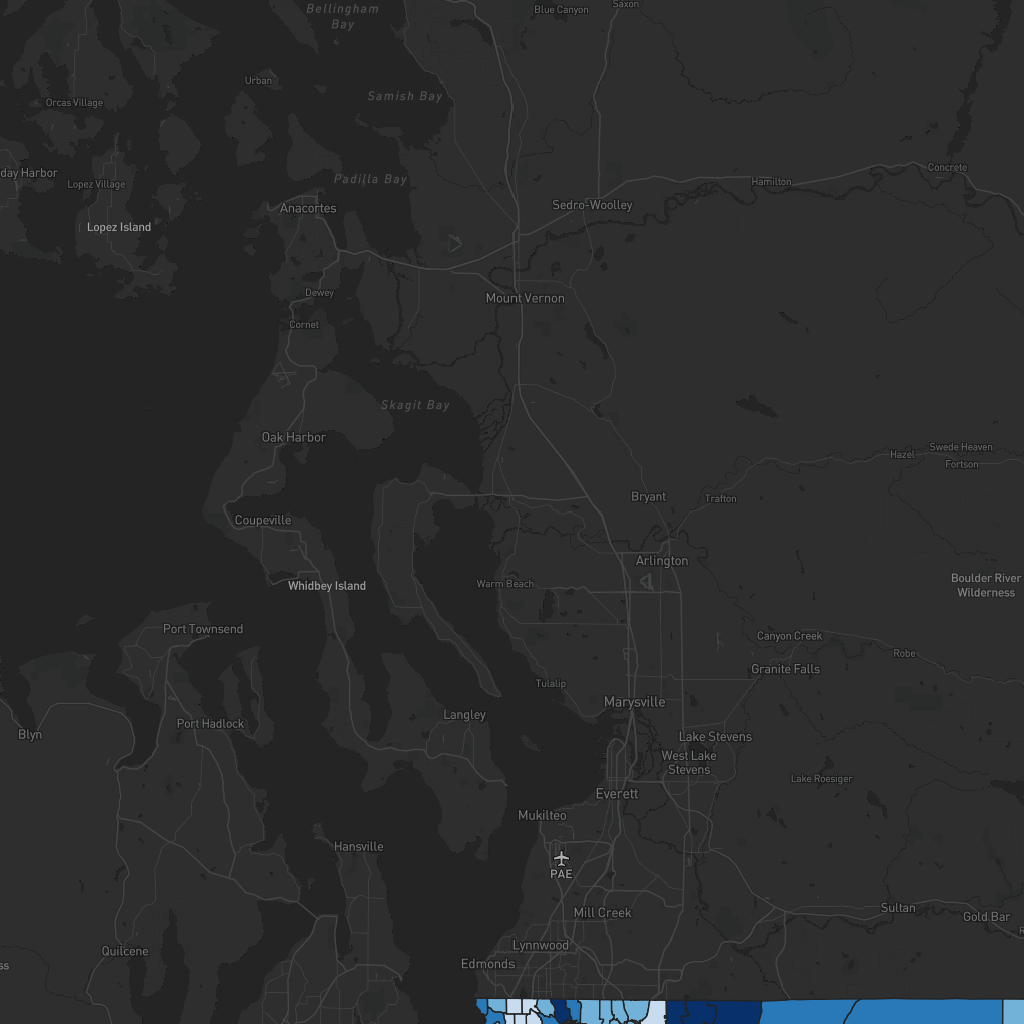 Bellingham
Bay
Blue Canyon
Saxon
Urban
Samish Bay
Orcas Village
day Harbor
Lopez Village
Padilla Bay
Concrete
Hamilton
Anacortes
Sedro-Woolley
Lopez Island
Dewey
Mount Vernon
Cornet
Skagit Bay
Oak Harbor
Swede Heaven
Hazel
Fortson
Bryant
Trafton
Coupeville
Arlington
Whidbey Island
Warm Beach
Boulder River
Wilderness
Port Townsend
Canyon Creek
Robe
Granite Falls
Tulalip
Marysville
Langley
Port Hadlock
Blyn
Lake Stevens
West Lake
Stevens
Lake Roesiger
Everett
Mukilteo
Hansville
PAE
Mill Creek
Sultan
Gold Bar
R
Lynnwood
Quilcene
Edmonds
ss